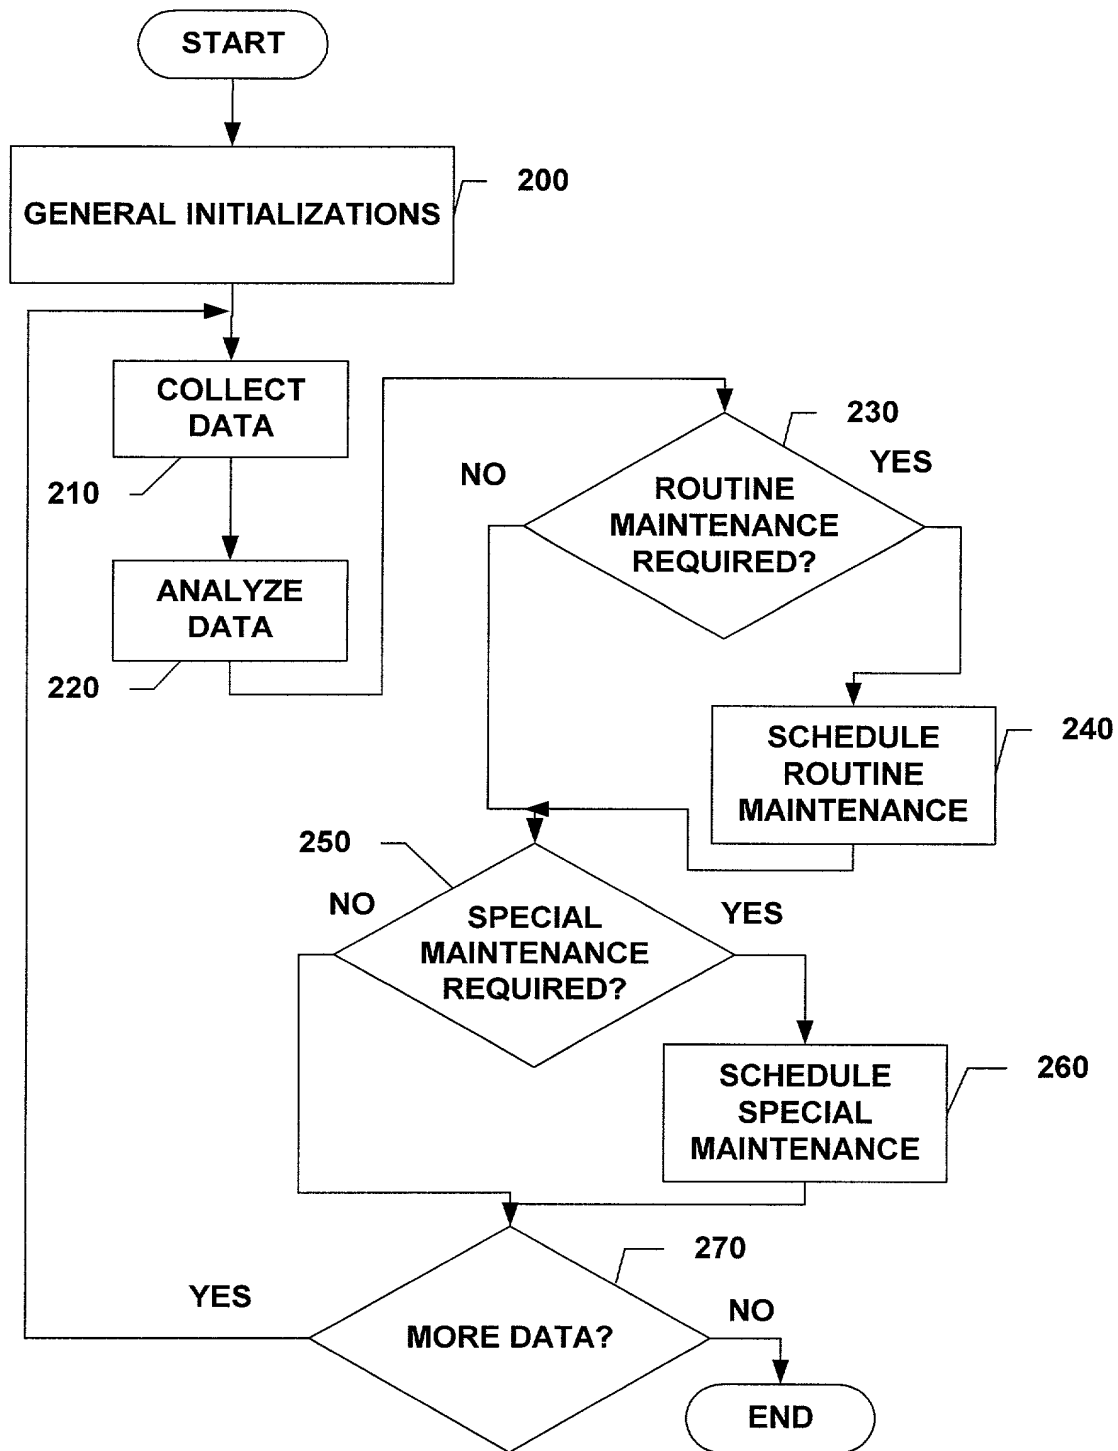 START
200
GENERAL INITIALIZATIONS
COLLECT
DATA
210
ANALYZE
DATA
220
230
NO
YES
ROUTINE
MAINTENANCE
REQUIRED?
240
SCHEDULE
ROUTINE
MAINTENANCE
250
NO
YES
SPECIAL
MAINTENANCE
REQUIRED?
260
SCHEDULE
SPECIAL
MAINTENANCE
270
YES
NO
MORE DATA?
END